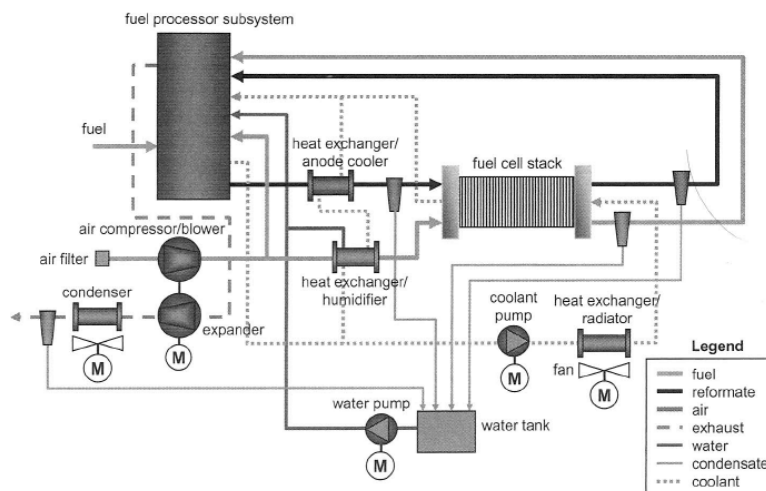 fuel processor subsystem
fuel
heat exchanger/
anode cooler
fuel cell stack
air compressor/blower
air filter
heat exchanger/
humidifier
condenser
expander
coolant
pump
heat exchanger/
radiator
M
M
M
fan
M
water pump
M
water tank
Legend
fuel
reformate
air
exhaust
water
condensate
coolant